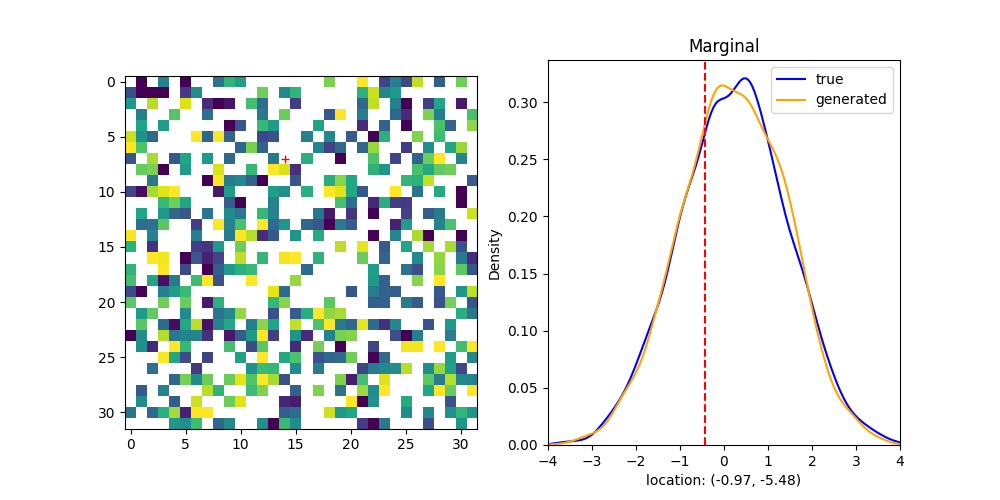 0
5
10
15
20
25
30
0 5 10 15 20 25 30
Marginal
true
generated
Density
0.30
0.25
0.20
0.15
0.10
0.05
0.00
−4 −3 −2 −1 0 1 2 3 4
location: (-0.97, -5.48)